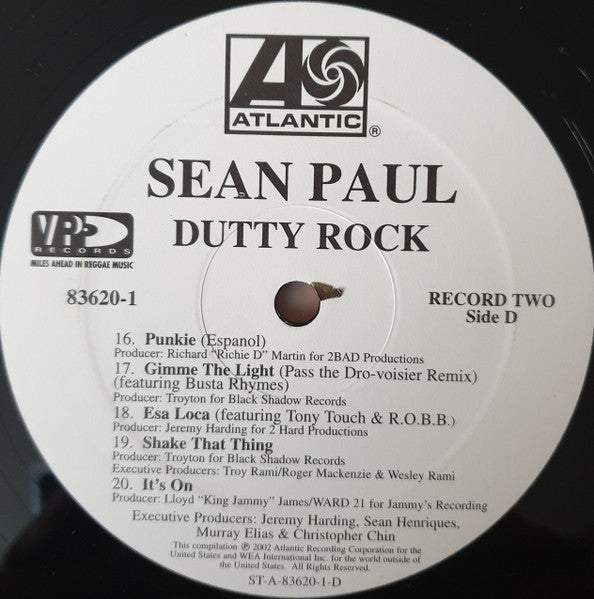 ATLANTIC
®
SEAN PAUL
DUTTY ROCK
VP
RECORDS
MILES AHEAD IN REGGAE MUSIC
83620-1
RECORD TWO
Side D
16. Punkie (Espanol)
Producer: Richard "Richie D" Martin for 2BAD Productions
17. Gimme The Light (Pass the Dro-voisier Remix)
(featuring Busta Rhymes)
Producer: Troyton for Black Shadow Records
18. Esa Loca (featuring Tony Touch & R.O.B.B.)
Producer: Jeremy Harding for 2 Hard Productions
19. Shake That Thing
Producer: Troyton for Black Shadow Records
Executive Producers: Troy Rami/Roger Mackenzie & Wesley Rami
20. It's On
Producer: Lloyd "King Jammy" James/WARD 21 for Jammy's Recording
Executive Producers: Jeremy Harding, Sean Henriques,
Murray Elias & Christopher Chin
This compilation ℗ 2002 Atlantic Recording Corporation for the
United States and WEA International Inc. for the world outside of
the United States. All Rights Reserved.
ST-A-83620-1-D